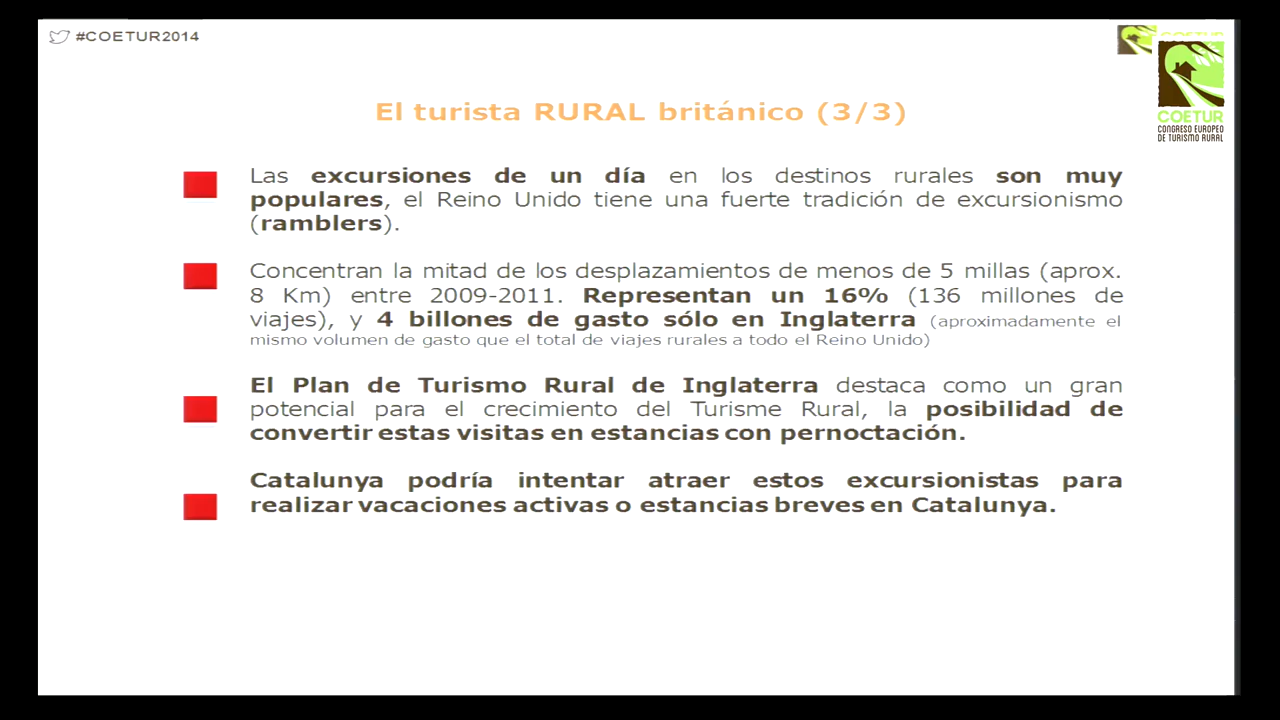 #COETUR2014
COETUR
COETUR
CONGRESO EUROPEO
DE TURISMO RURAL
El turista RURAL británico (3/3)
Las excursiones de un día en los destinos rurales son muy
populares, el Reino Unido tiene una fuerte tradición de excursionismo
(ramblers).
Concentran la mitad de los desplazamientos de menos de 5 millas (aprox.
8 Km) entre 2009-2011. Representan un 16% (136 millones de
viajes), y 4 billones de gasto sólo en Inglaterra (aproximadamente el
mismo volumen de gasto que el total de viajes rurales a todo el Reino Unido)
El Plan de Turismo Rural de Inglaterra destaca como un gran
potencial para el crecimiento del Turisme Rural, la posibilidad de
convertir estas visitas en estancias con pernoctación.
Catalunya podría intentar atraer estos excursionistas para
realizar vacaciones activas o estancias breves en Catalunya.